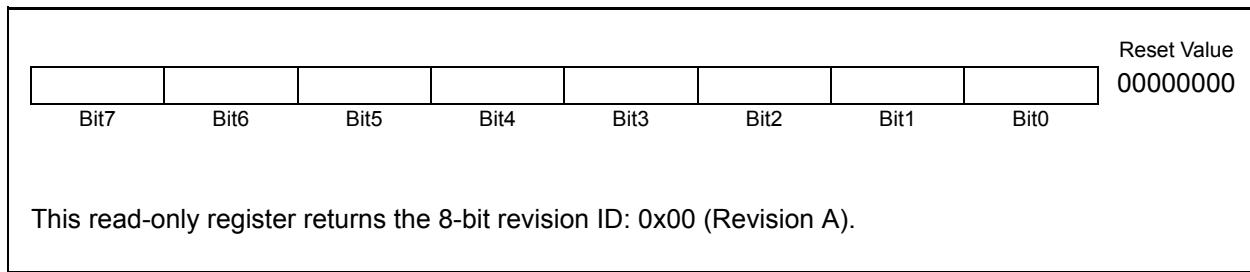 Reset Value
00000000
Bit7 Bit6 Bit5 Bit4 Bit3 Bit2 Bit1 Bit0
This read-only register returns the 8-bit revision ID: 0x00 (Revision A).